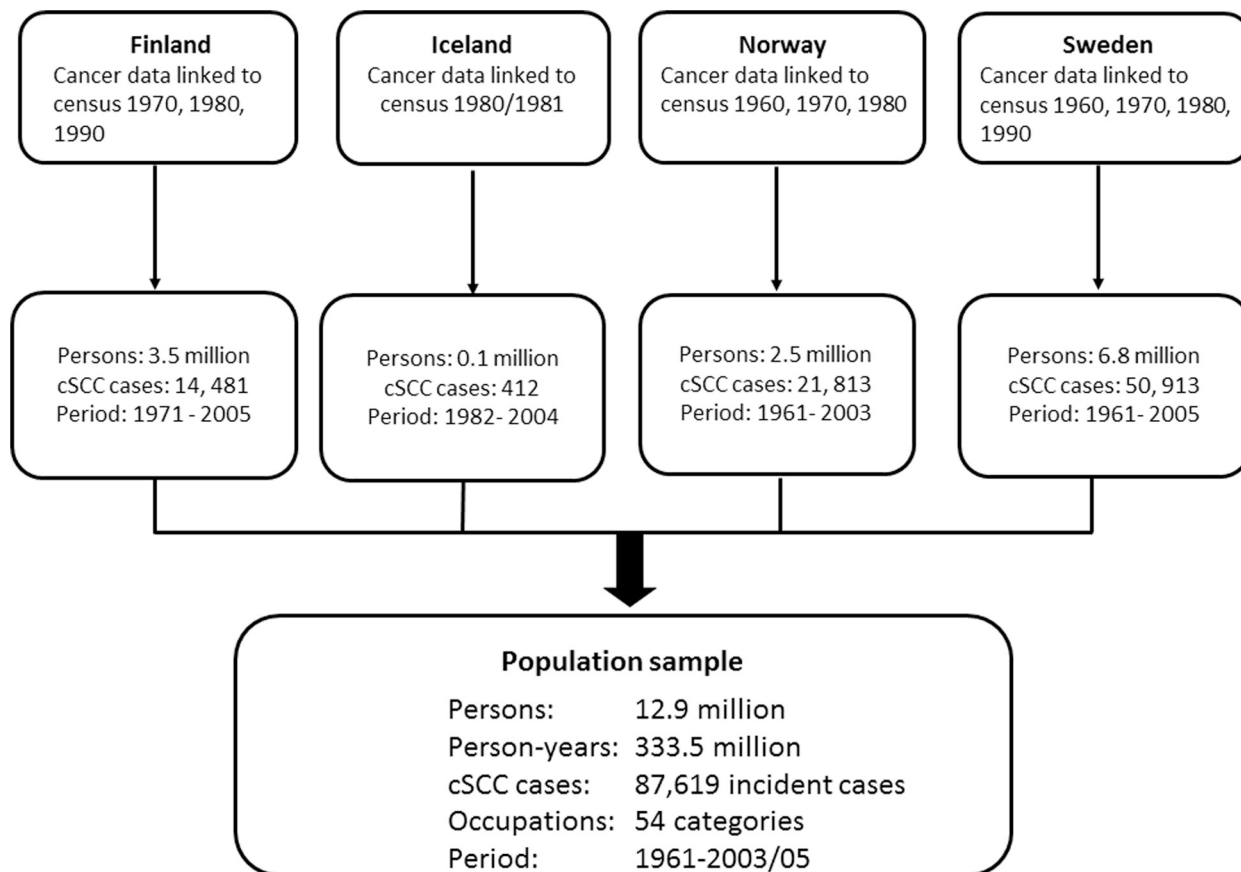 Finland
Cancer data linked to
census 1970, 1980,
1990
Iceland
Cancer data linked to
census 1980/1981
Norway
Cancer data linked to
census 1960, 1970, 1980
Sweden
Cancer data linked to
census 1960, 1970, 1980,
1990
Persons: 3.5 million
cSCC cases: 14, 481
Period: 1971 - 2005
Persons: 0.1 million
cSCC cases: 412
Period: 1982- 2004
Persons: 2.5 million
cSCC cases: 21, 813
Period: 1961- 2003
Persons: 6.8 million
cSCC cases: 50, 913
Period: 1961- 2005
Population sample
Persons: 12.9 million
Person-years: 333.5 million
cSCC cases: 87,619 incident cases
Occupations: 54 categories
Period: 1961-2003/05